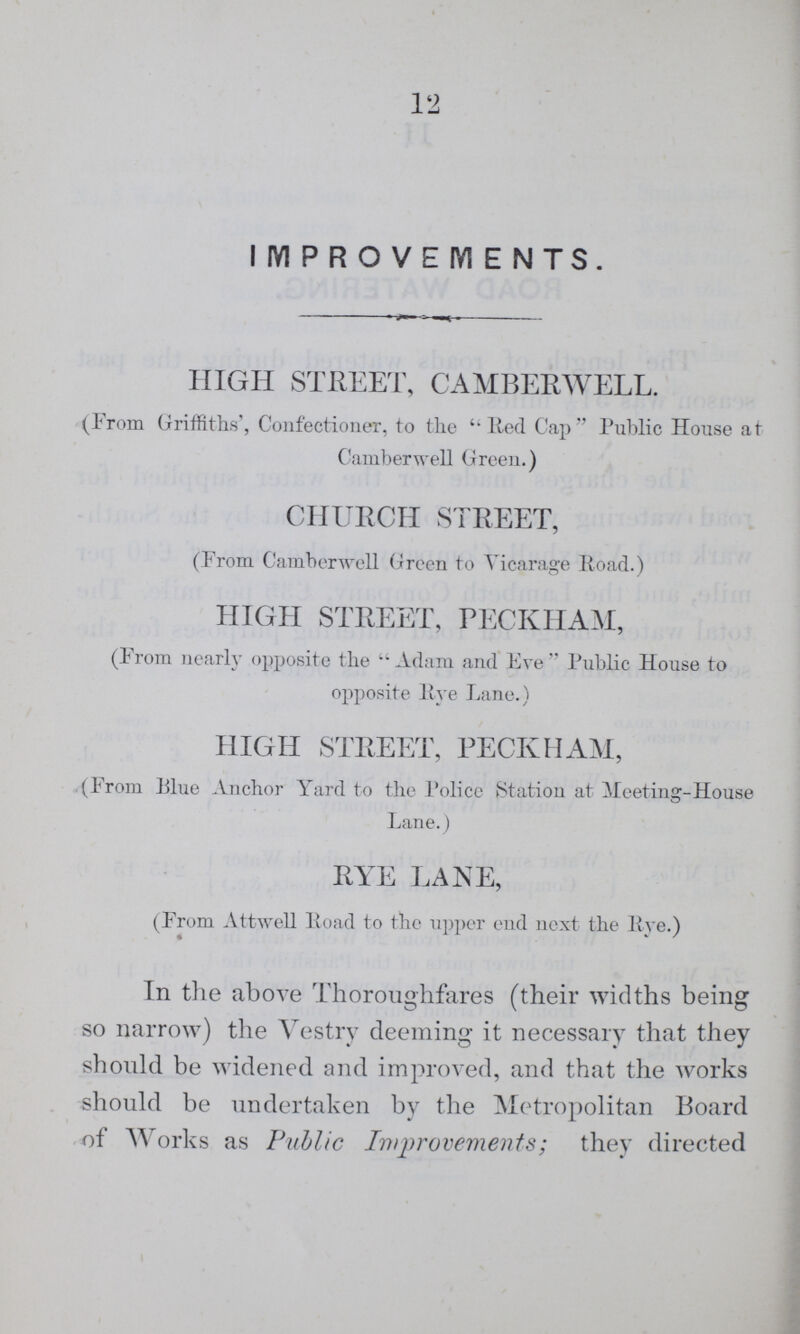 12
IMPROVEMENTS.
HIGH STREET, CAMBERWELL.
(From Griffiths', Confectioner, to the "Red Cap" Public House at
Camberwell Green.)
CHURCH STREET,
(From Camberwell Green to Vicarage Road.)
HIGH STREET, PECKHAM,
(From nearly opposite the "Adam and Eve" Public House to
opposite Rye Lane.)
HIGH STREET, PECKHAM,
(From Blue Anchor Yard to the Police Station at Meeting-House
Lane.)
RYE LANE,
(From Attwell Road to the upper end next the Rye.)
In the above Thoroughfares (their widths being
so narrow) the Vestry deeming it necessary that they
should be widened and improved, and that the works
should be undertaken by the Metropolitan Board
of Works as Public Improvements; they directed